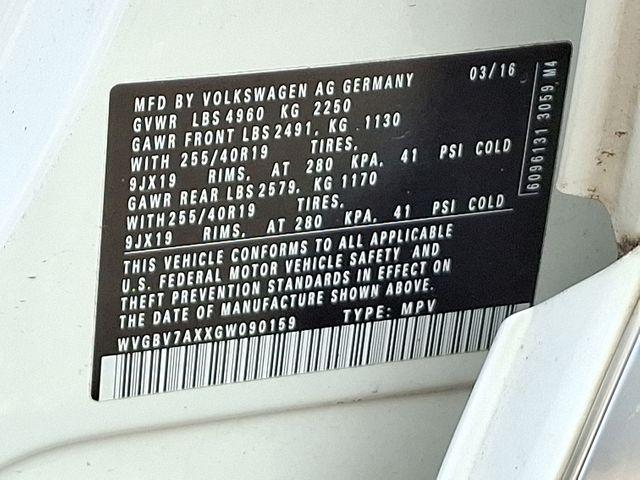 MFD BY VOLKSWAGEN AG GERMANY 03/16
GVWR LBS 4960 KG 2250
GAWR FRONT LBS 2491, KG 1130
WITH 255/40R19 TIRES,
9JX19 RIMS, AT 280 KPA, 41 PSI COLD
GAWR REAR LBS 2579, KG 1170
WITH 255/40R19 TIRES,
9JX19 RIMS, AT 280 KPA, 41 PSI COLD
THIS VEHICLE CONFORMS TO ALL APPLICABLE
U.S. FEDERAL MOTOR VEHICLE SAFETY AND
THEFT PREVENTION STANDARDS IN EFFECT ON
THE DATE OF MANUFACTURE SHOWN ABOVE.
WVGBV7AXXGW090159 TYPE: MPV
6096131 3059, M4